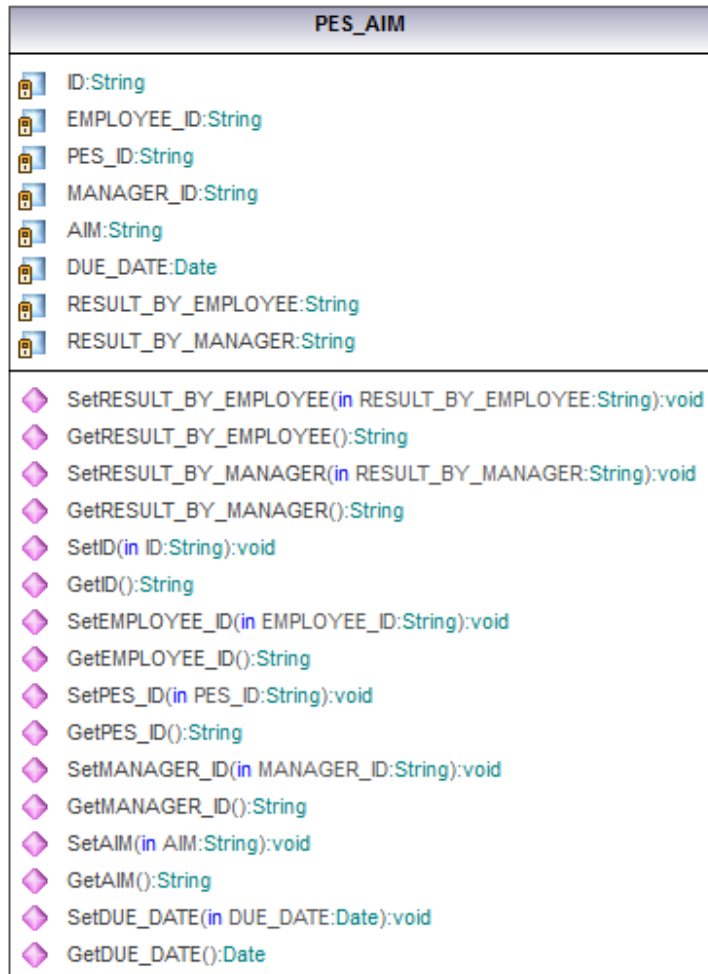 PES_AIM
ID:String
EMPLOYEE_ID:String
PES_ID:String
MANAGER_ID:String
AIM:String
DUE_DATE:Date
RESULT_BY_EMPLOYEE:String
RESULT_BY_MANAGER:String
SetRESULT_BY_EMPLOYEE(in RESULT_BY_EMPLOYEE:String):void
GetRESULT_BY_EMPLOYEE():String
SetRESULT_BY_MANAGER(in RESULT_BY_MANAGER:String):void
GetRESULT_BY_MANAGER():String
SetID(in ID:String):void
GetID():String
SetEMPLOYEE_ID(in EMPLOYEE_ID:String):void
GetEMPLOYEE_ID():String
SetPES_ID(in PES_ID:String):void
GetPES_ID():String
SetMANAGER_ID(in MANAGER_ID:String):void
GetMANAGER_ID():String
SetAIM(in AIM:String):void
GetAIM():String
SetDUE_DATE(in DUE_DATE:Date):void
GetDUE_DATE():Date